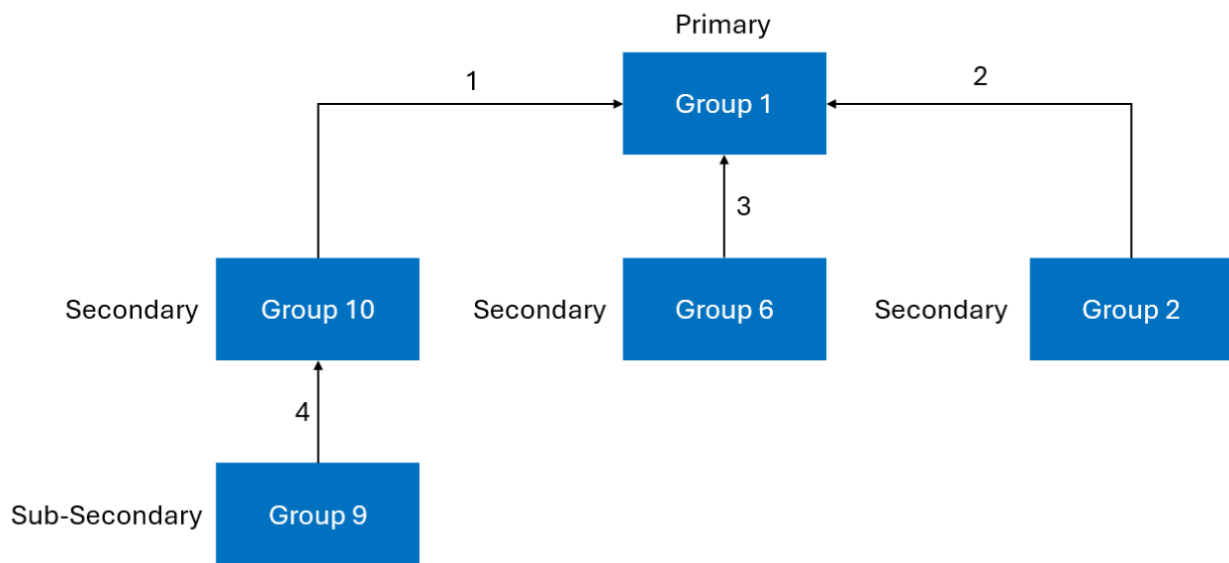 Primary
1
2
Group 1
3
Secondary
Group 10
Secondary
Group 6
Secondary
Group 2
4
Sub-Secondary
Group 9